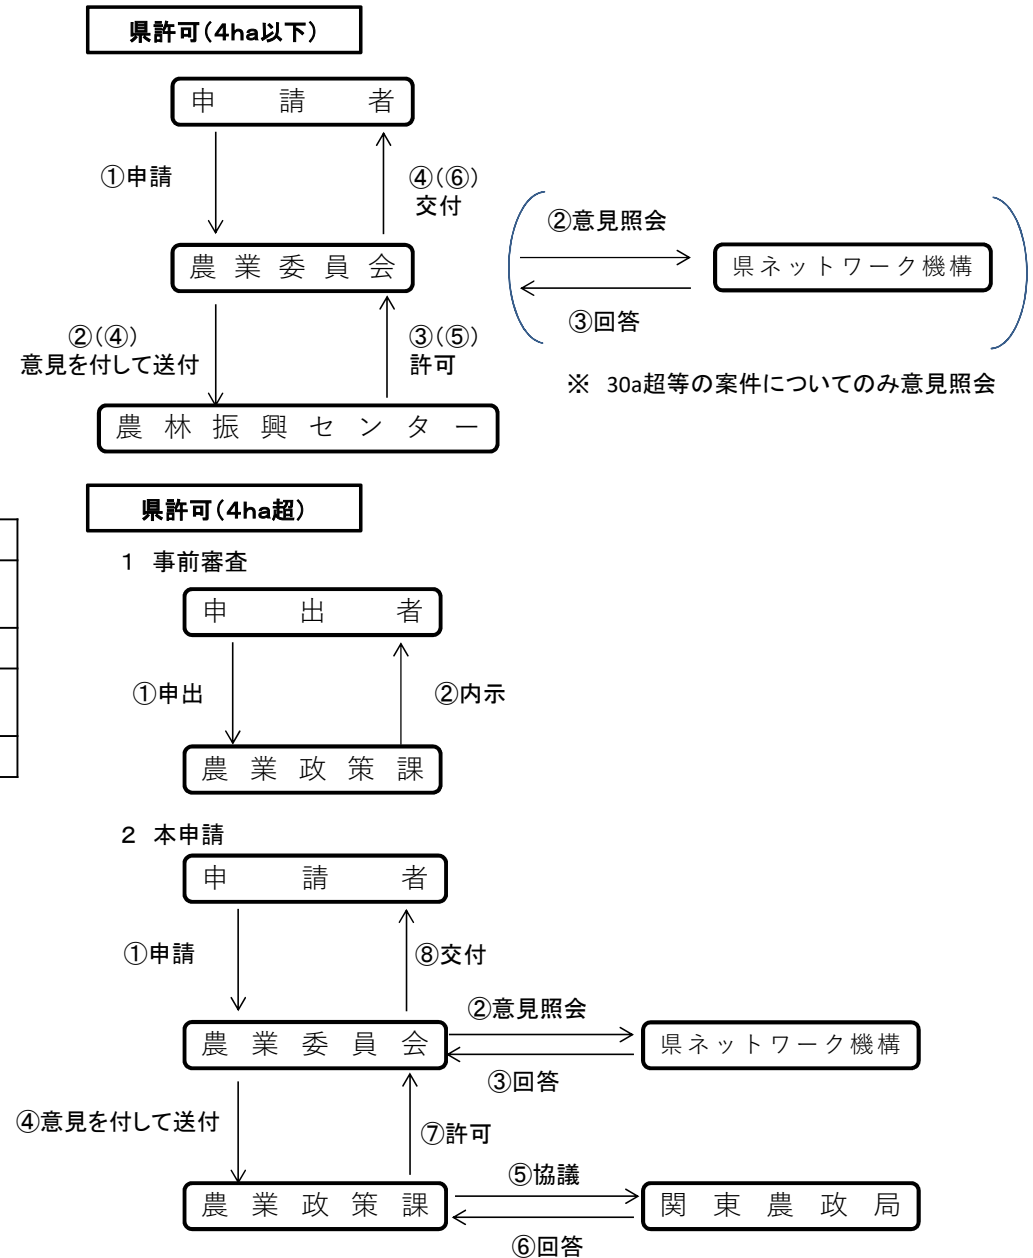 県許可(4ha以下)
申請者
①申請
④(⑥)
交付
農業委員会
②意見照会
県ネットワーク機構
③回答
②(④)
意見を付して送付
③(⑤)
許可
※ 30a超等の案件についてのみ意見照会
農林振興センター
県許可(4ha超)
1 事前審査
申出者
①申出
②内示
農業政策課
2 本申請
申請者
①申請
⑧交付
農業委員会
②意見照会
県ネットワーク機構
③回答
④意見を付して送付
⑦許可
農業政策課
⑤協議
関東農政局
⑥回答